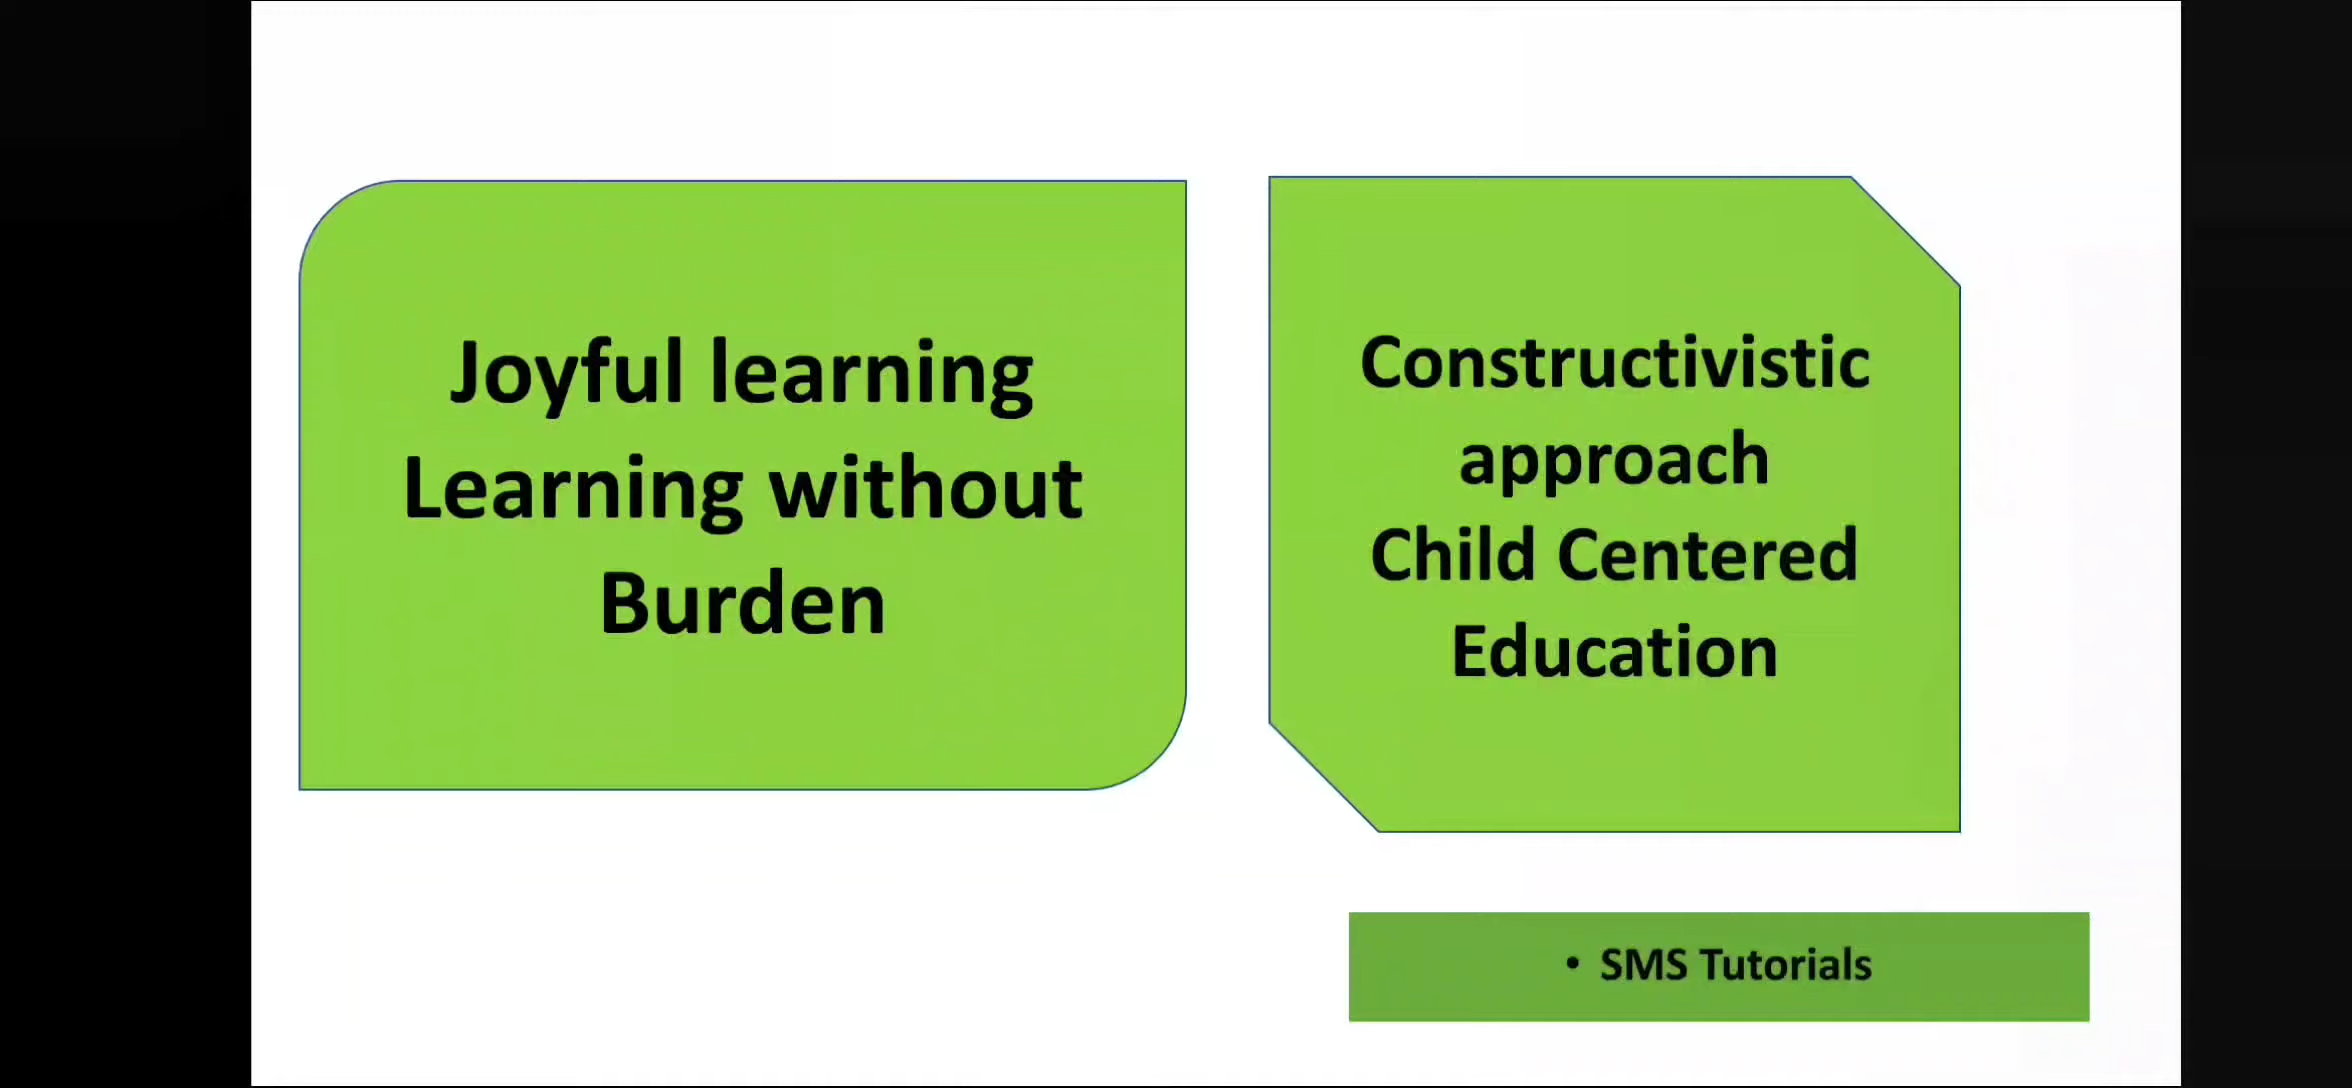 Joyful learning
Learning without
Burden
Constructivistic
approach
Child Centered
Education
• SMS Tutorials